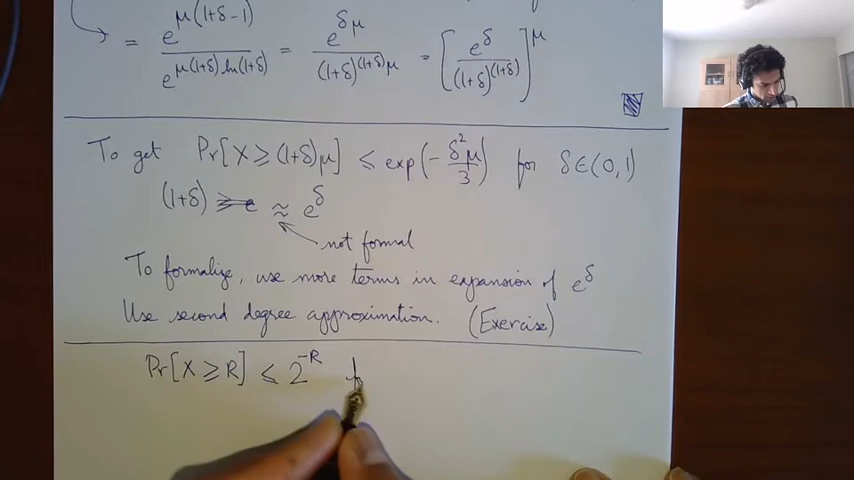 = e^{μ(1+δ-1)} / e^{μ(1+δ).ln(1+δ)} = e^{δμ} / (1+δ)^{(1+δ)μ} = [ e^δ / (1+δ)^{(1+δ)} ]^μ
To get Pr[X ≥ (1+δ)μ] ≤ exp(- δ²μ / 3) for δ∈(0,1)
(1+δ) ≈ e^δ
not formal
To formalize, use more terms in expansion of e^δ
Use second degree approximation. (Exercise)
Pr[X ≥ R] ≤ 2^{-R}